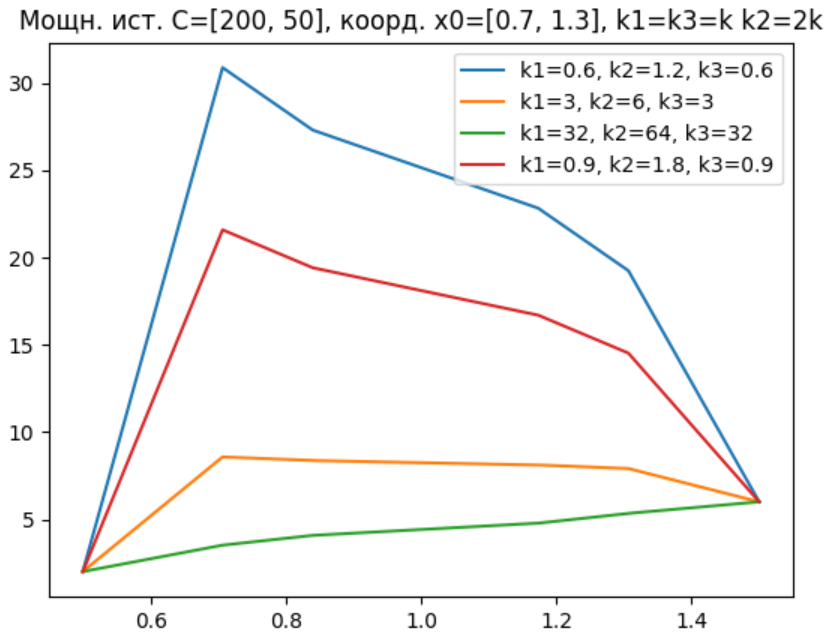 Мощн. ист. C=[200, 50], коорд. x0=[0.7, 1.3], k1=k3=k k2=2k
k1=0.6, k2=1.2, k3=0.6
k1=3, k2=6, k3=3
k1=32, k2=64, k3=32
k1=0.9, k2=1.8, k3=0.9
30
25
20
15
10
5
0.6 0.8 1.0 1.2 1.4